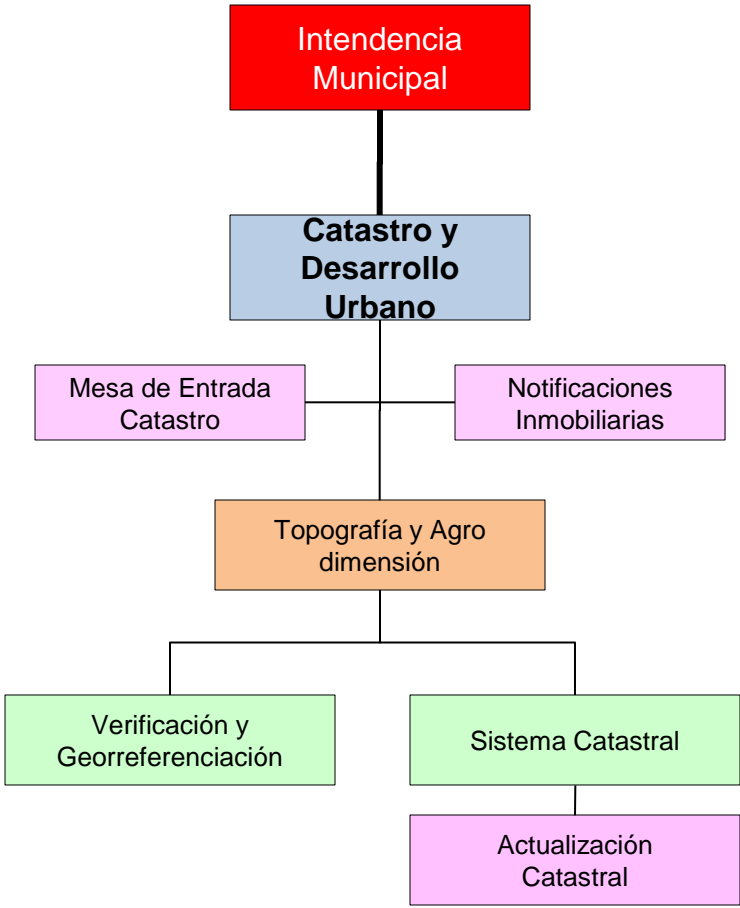 Intendencia
Municipal
Catastro y
Desarrollo
Urbano
Mesa de Entrada
Catastro
Notificaciones
Inmobiliarias
Topografía y Agro
dimensión
Verificación y
Georreferenciación
Sistema Catastral
Actualización
Catastral